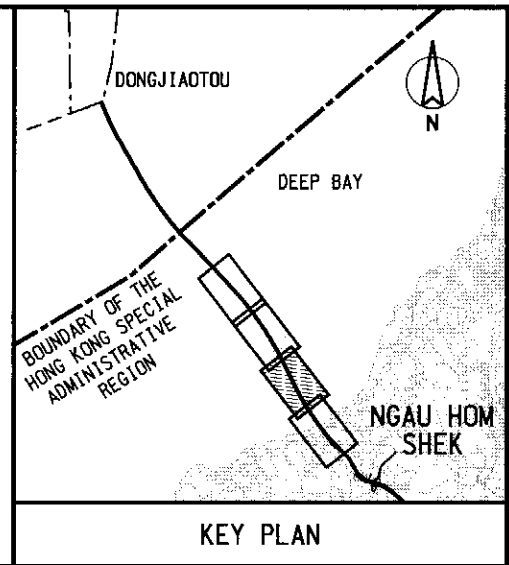 DONGJIAOTOU
N
DEEP BAY
BOUNDARY OF THE
HONG KONG SPECIAL
ADMINISTRATIVE
REGION
NGAU HOM
SHEK
KEY PLAN